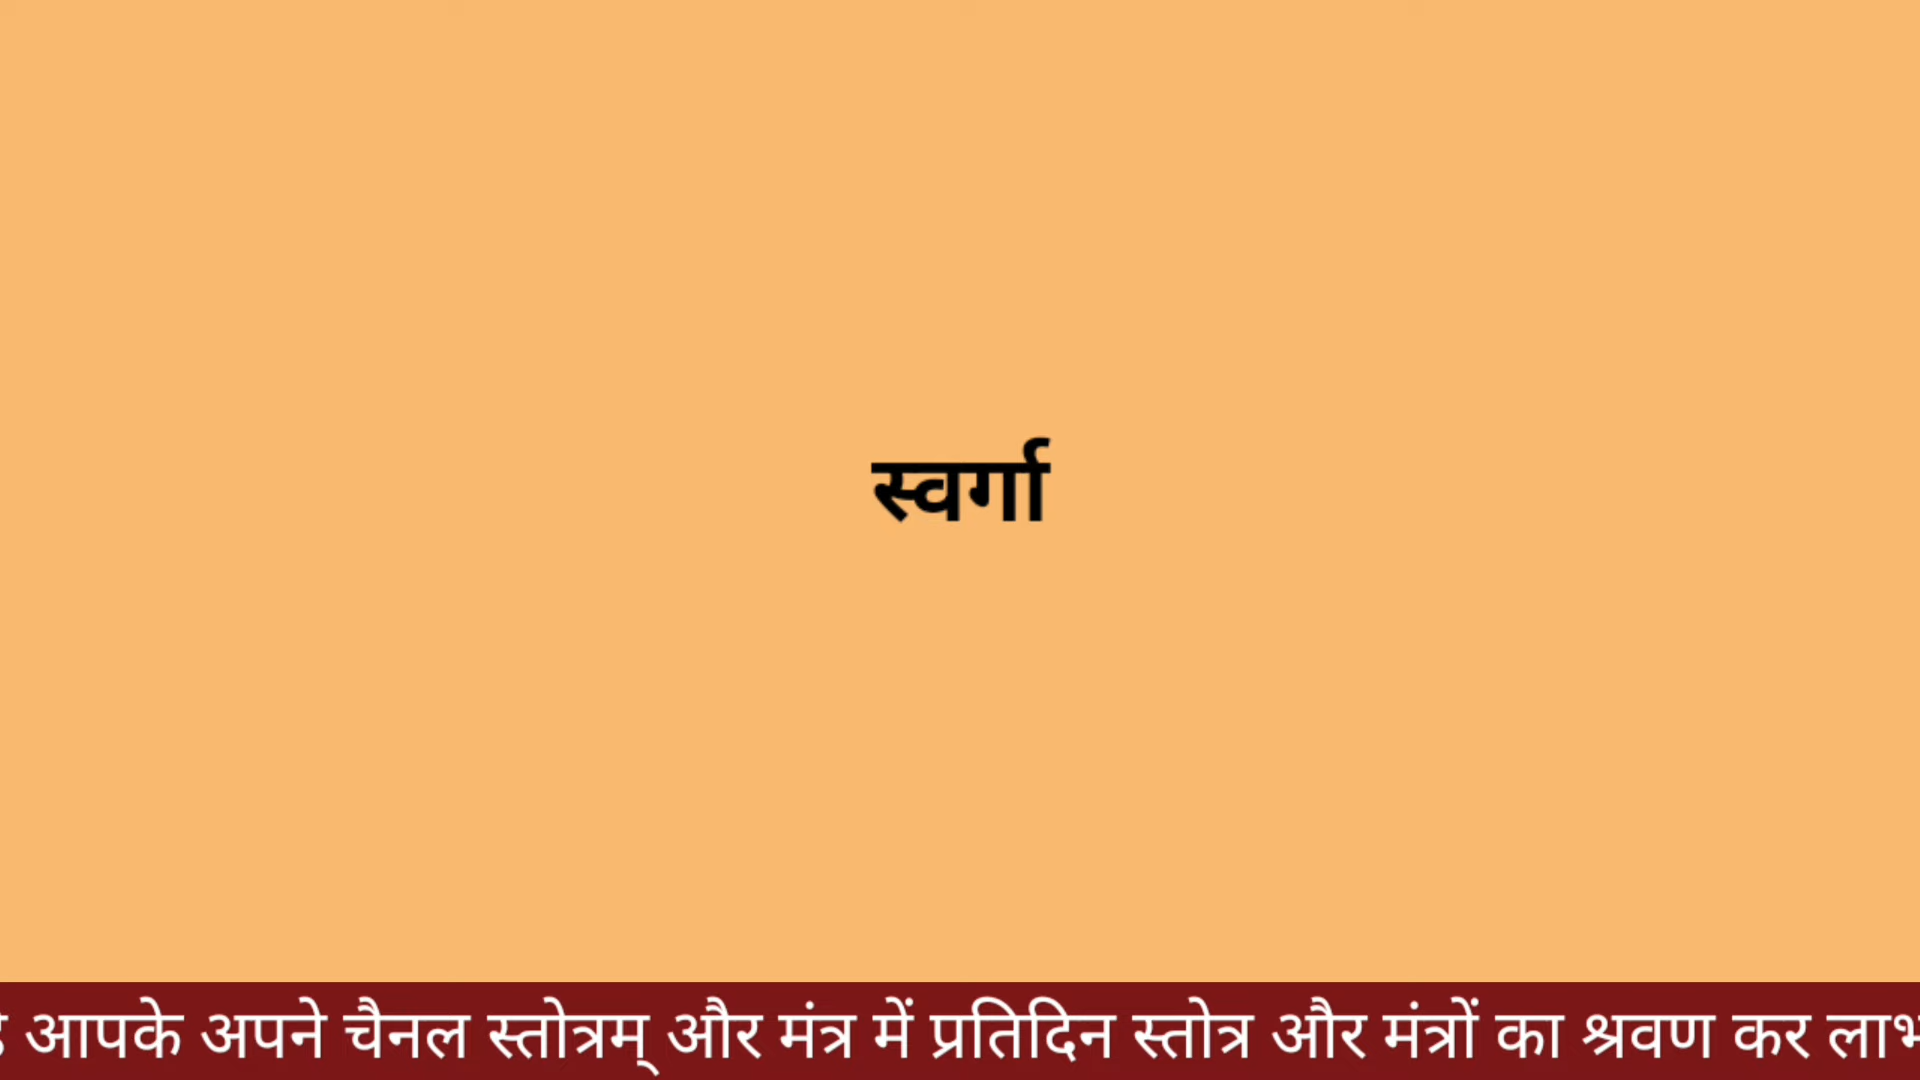 स्वर्गा
आपके अपने चैनल स्तोत्रम् और मंत्र में प्रतिदिन स्तोत्र और मंत्रों का श्रवण कर